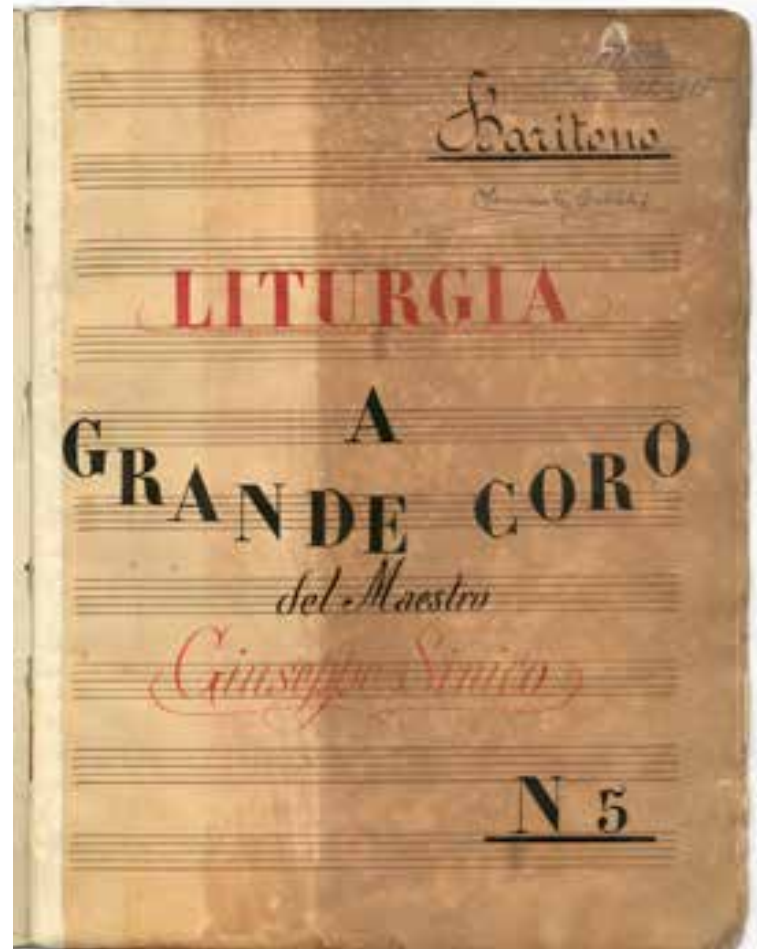 Baritono
LITURGIA
A
GRANDE CORO
del Maestro
Giuseppe Sinico
N 5